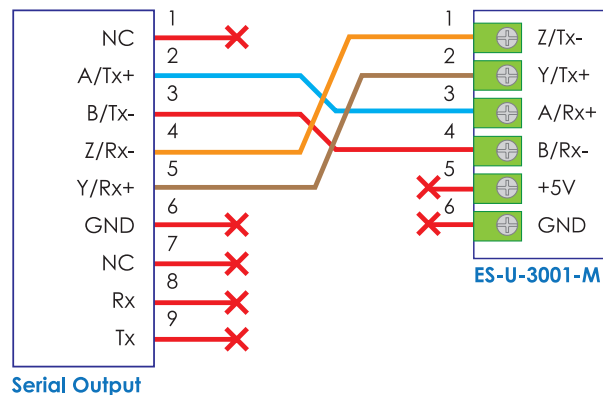 1
NC
2
A/Tx+
3
B/Tx-
4
Z/Rx-
5
Y/Rx+
6
GND
7
NC
8
Rx
9
Tx
Serial Output
1
Z/Tx-
2
Y/Tx+
3
A/Rx+
4
B/Rx-
5
+5V
6
GND
ES-U-3001-M